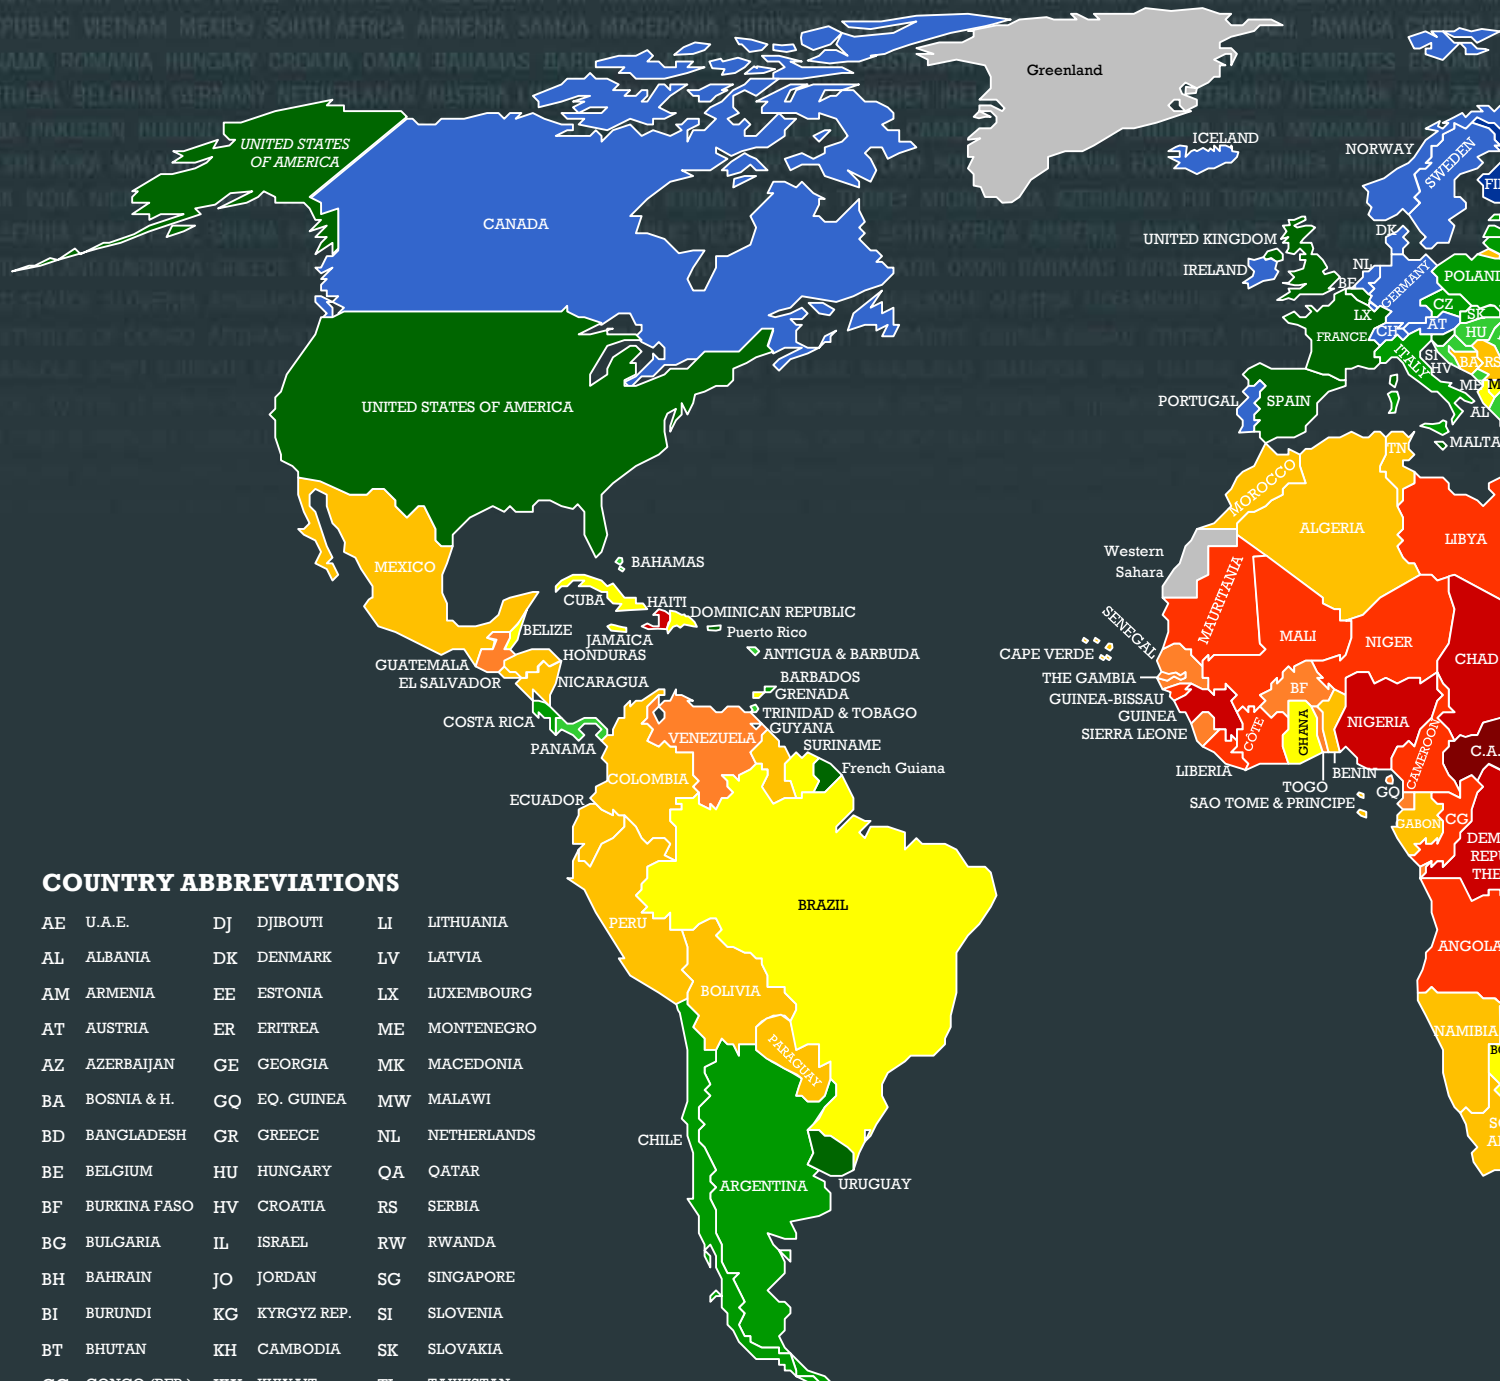 Greenland
ICELAND
UNITED STATES
OF AMERICA
NORWAY
SWEDEN
CANADA
DK
UNITED KINGDOM
IRELAND
NL
BE
GERMANY
POLAND
CZ
LX
SK
AT
FRANCE
CH
HU
SI
HV
ITALY
BA
RS
ME
AL
UNITED STATES OF AMERICA
PORTUGAL
SPAIN
MALTA
TN
MOROCCO
ALGERIA
LIBYA
Western
Sahara
MEXICO
BAHAMAS
CUBA
HAITI
DOMINICAN REPUBLIC
BELIZE
JAMAICA
Puerto Rico
HONDURAS
ANTIGUA & BARBUDA
GUATEMALA
EL SALVADOR
NICARAGUA
BARBADOS
GRENADA
COSTA RICA
TRINIDAD & TOBAGO
GUYANA
PANAMA
VENEZUELA
SURINAME
French Guiana
COLOMBIA
ECUADOR
SENEGAL
MAURITANIA
MALI
NIGER
CHAD
CAPE VERDE
THE GAMBIA
GUINEA-BISSAU
GUINEA
SIERRA LEONE
BF
CÔTE
GHANA
NIGERIA
CAMEROON
C.A.
LIBERIA
BENIN
TOGO
GQ
SAO TOME & PRINCIPE
GABON
CG
DEM
REPU
THE
BRAZIL
PERU
ANGOLA
BOLIVIA
NAMIBIA
PARAGUAY
CHILE
ARGENTINA
URUGUAY
COUNTRY ABBREVIATIONS
AE U.A.E. DJ DJIBOUTI LI LITHUANIA
AL ALBANIA DK DENMARK LV LATVIA
AM ARMENIA EE ESTONIA LX LUXEMBOURG
AT AUSTRIA ER ERITREA ME MONTENEGRO
AZ AZERBAIJAN GE GEORGIA MK MACEDONIA
BA BOSNIA & H. GQ EQ. GUINEA MW MALAWI
BD BANGLADESH GR GREECE NL NETHERLANDS
BE BELGIUM HU HUNGARY QA QATAR
BF BURKINA FASO HV CROATIA RS SERBIA
BG BULGARIA IL ISRAEL RW RWANDA
BH BAHRAIN JO JORDAN SG SINGAPORE
BI BURUNDI KG KYRGYZ REP. SI SLOVENIA
BT BHUTAN KH CAMBODIA SK SLOVAKIA